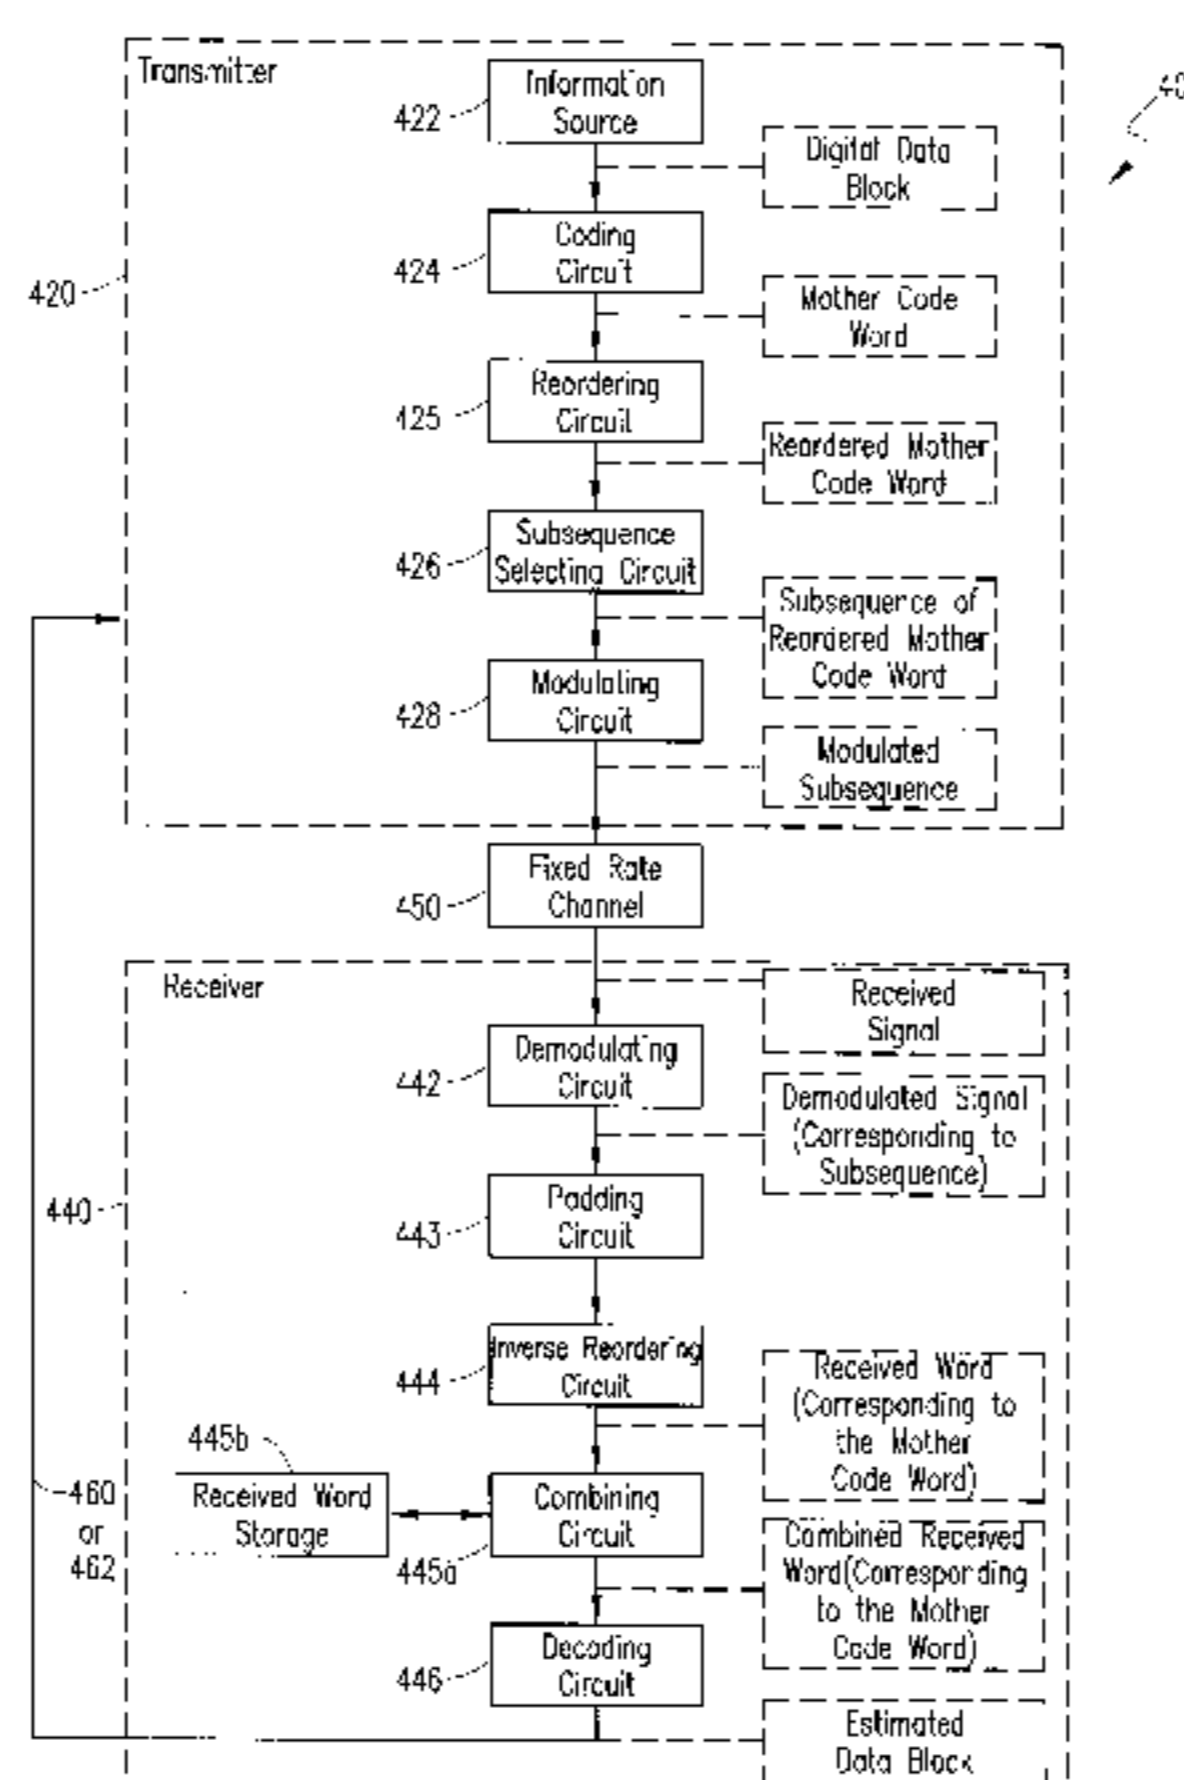 Transmitter
Information
Source
422
40
Digital Data
Block
Coding
Circuit
424
420
Mother Code
Word
Reordering
Circuit
425
Reordered Mother
Code Word
Subsequence
Selecting Circuit
426
Subsequence of
Reordered Mother
Code Word
Modulating
Circuit
428
Modulated
Subsequence
Fixed Rate
Channel
450
Receiver
Received
Signal
Demodulating
Circuit
442
Demodulated Signal
(Corresponding to
Subsequence)
Padding
Circuit
443
440
Inverse Reordering
Circuit
444
Received Word
(Corresponding to
the Mother
Code Word)
445b
Received Word
Storage
Combining
Circuit
445a
460
or
462
Combined Received
Word(Corresponding
to the Mother
Code Word)
Decoding
Circuit
446
Estimated
Data Block